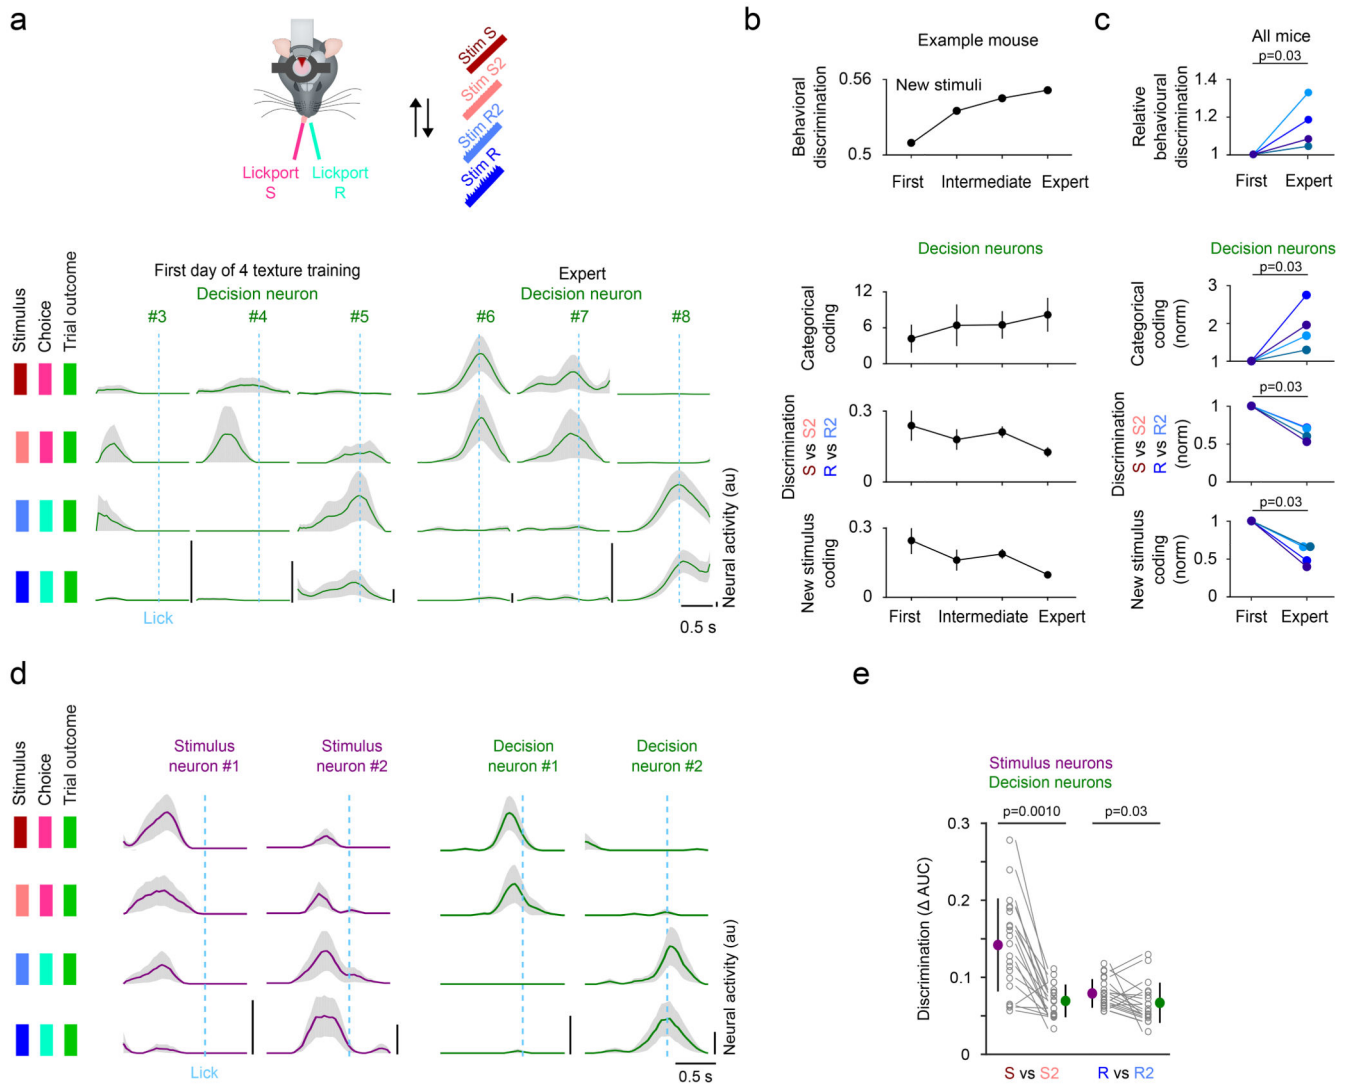 a
Stim S
Stim S2
Stim R2
Stim R
Lickport
S
Lickport
R
First day of 4 texture training
Decision neuron
#3
#4
#5
Expert
Decision neuron
#6
#7
#8
Stimulus
Choice
Trial outcome
Lick
Neural activity (au)
0.5 s
b
Example mouse
Behavioral
discrimination
0.56
0.5
New stimuli
First
Intermediate
Expert
Decision neurons
Categorical
coding
12
6
0
Discrimination
S vs S2
R vs R2
0.3
0
New stimulus
coding
0.3
0
First
Intermediate
Expert
c
All mice
p=0.03
Relative
behavioural
discrimination
1.4
1.2
1
First
Expert
Decision neurons
p=0.03
Categorical
coding (norm)
3
2
1
p=0.03
Discrimination
S vs S2
R vs R2
(norm)
1
0.5
0
p=0.03
New stimulus
coding
(norm)
1
0.5
0
First
Expert
d
Stimulus
Choice
Trial outcome
Stimulus
neuron #1
Stimulus
neuron #2
Decision
neuron #1
Decision
neuron #2
Lick
Neural activity (au)
0.5 s
e
Stimulus neurons
Decision neurons
p=0.0010
p=0.03
Discrimination (Δ AUC)
0.3
0.2
0.1
0
S vs S2
R vs R2